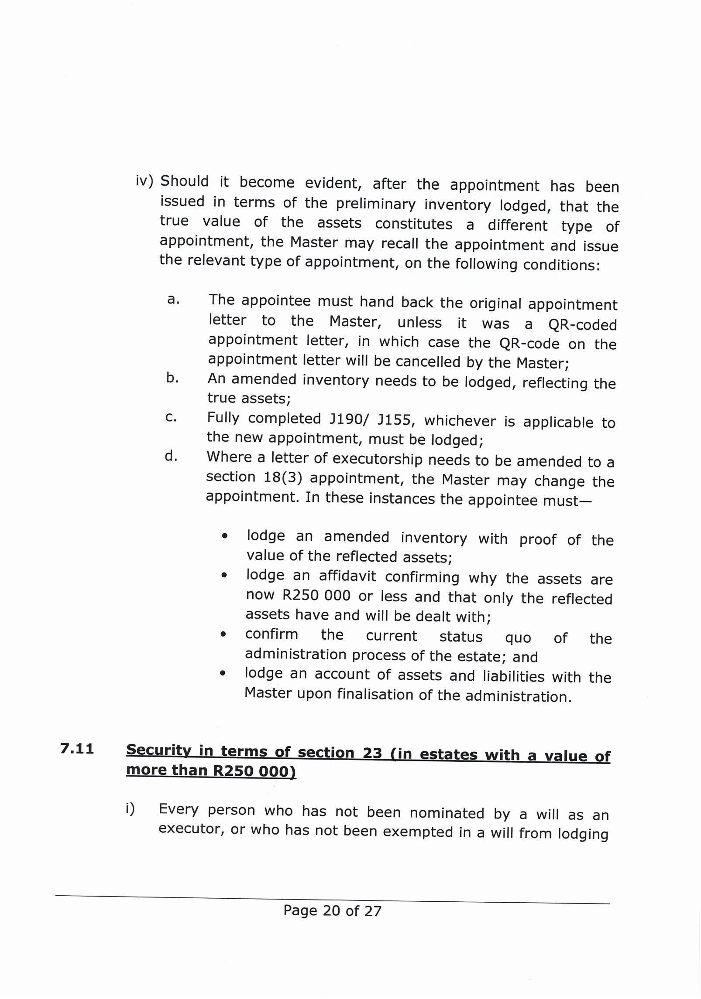 iv) Should it become evident, after the appointment has been
issued in terms of the preliminary inventory lodged, that the
true value of the assets constitutes a different type of
appointment, the Master may recall the appointment and issue
the relevant type of appointment, on the following conditions:
a. The appointee must hand back the original appointment
letter to the Master, unless it was a QR-coded
appointment letter, in which case the QR-code on the
appointment letter will be cancelled by the Master;
b. An amended inventory needs to be lodged, reflecting the
true assets;
c. Fully completed J190/ J155, whichever is applicable to
the new appointment, must be lodged;
d. Where a letter of executorship needs to be amended to a
section 18(3) appointment, the Master may change the
appointment. In these instances the appointee must—
• lodge an amended inventory with proof of the
value of the reflected assets;
• lodge an affidavit confirming why the assets are
now R250 000 or less and that only the reflected
assets have and will be dealt with;
• confirm the current status quo of the
administration process of the estate; and
• lodge an account of assets and liabilities with the
Master upon finalisation of the administration.
7.11 Security in terms of section 23 (in estates with a value of
more than R250 000)
i) Every person who has not been nominated by a will as an
executor, or who has not been exempted in a will from lodging
Page 20 of 27